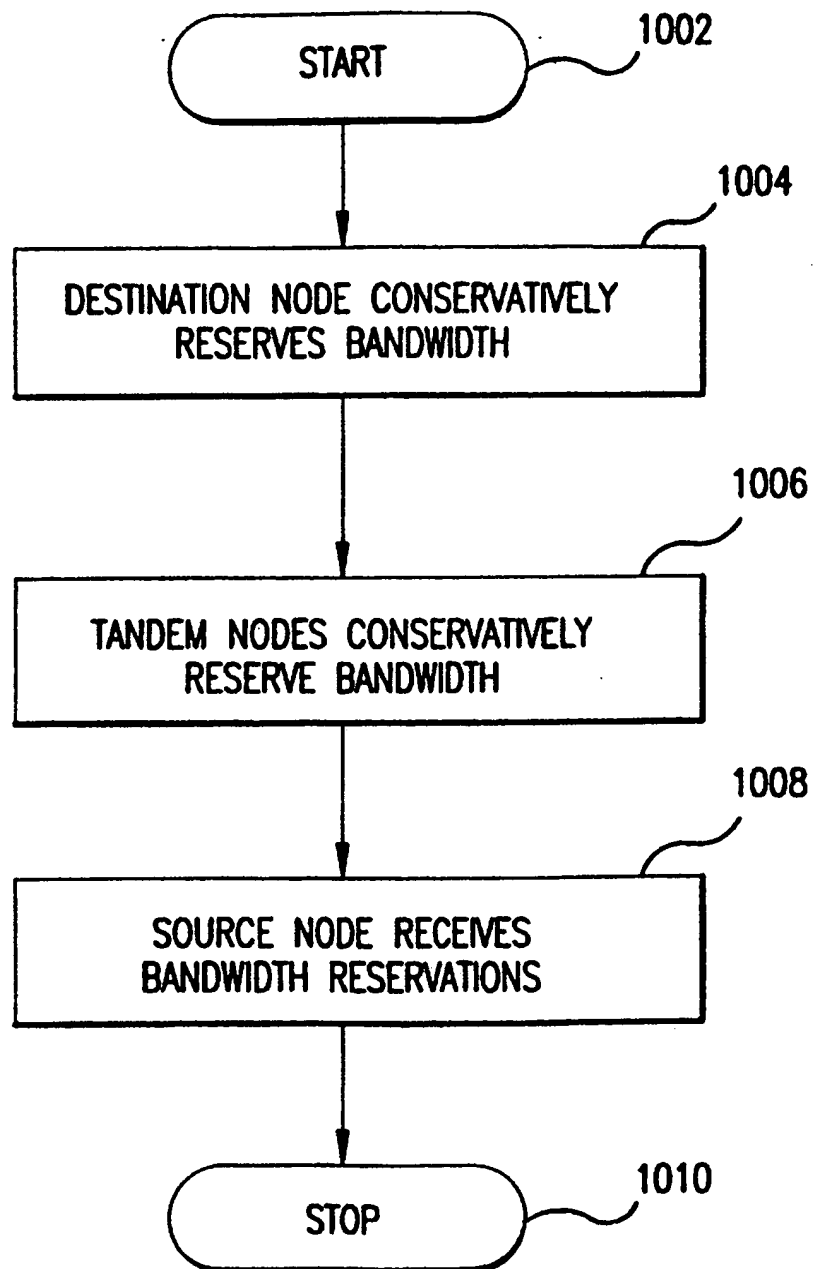 START
1002
1004
DESTINATION NODE CONSERVATIVELY
RESERVES BANDWIDTH
1006
TANDEM NODES CONSERVATIVELY
RESERVE BANDWIDTH
1008
SOURCE NODE RECEIVES
BANDWIDTH RESERVATIONS
STOP
1010